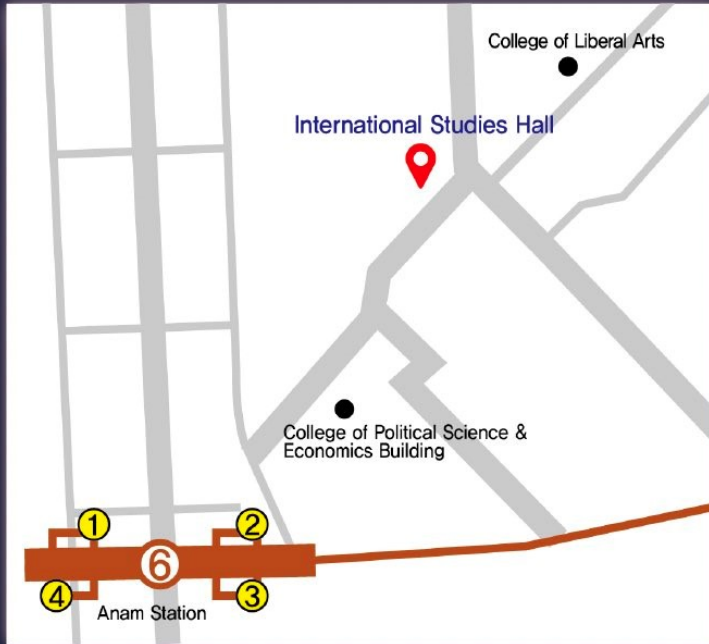 College of Liberal Arts
International Studies Hall
College of Political Science &
Economics Building
1
2
6
4
3
Anam Station